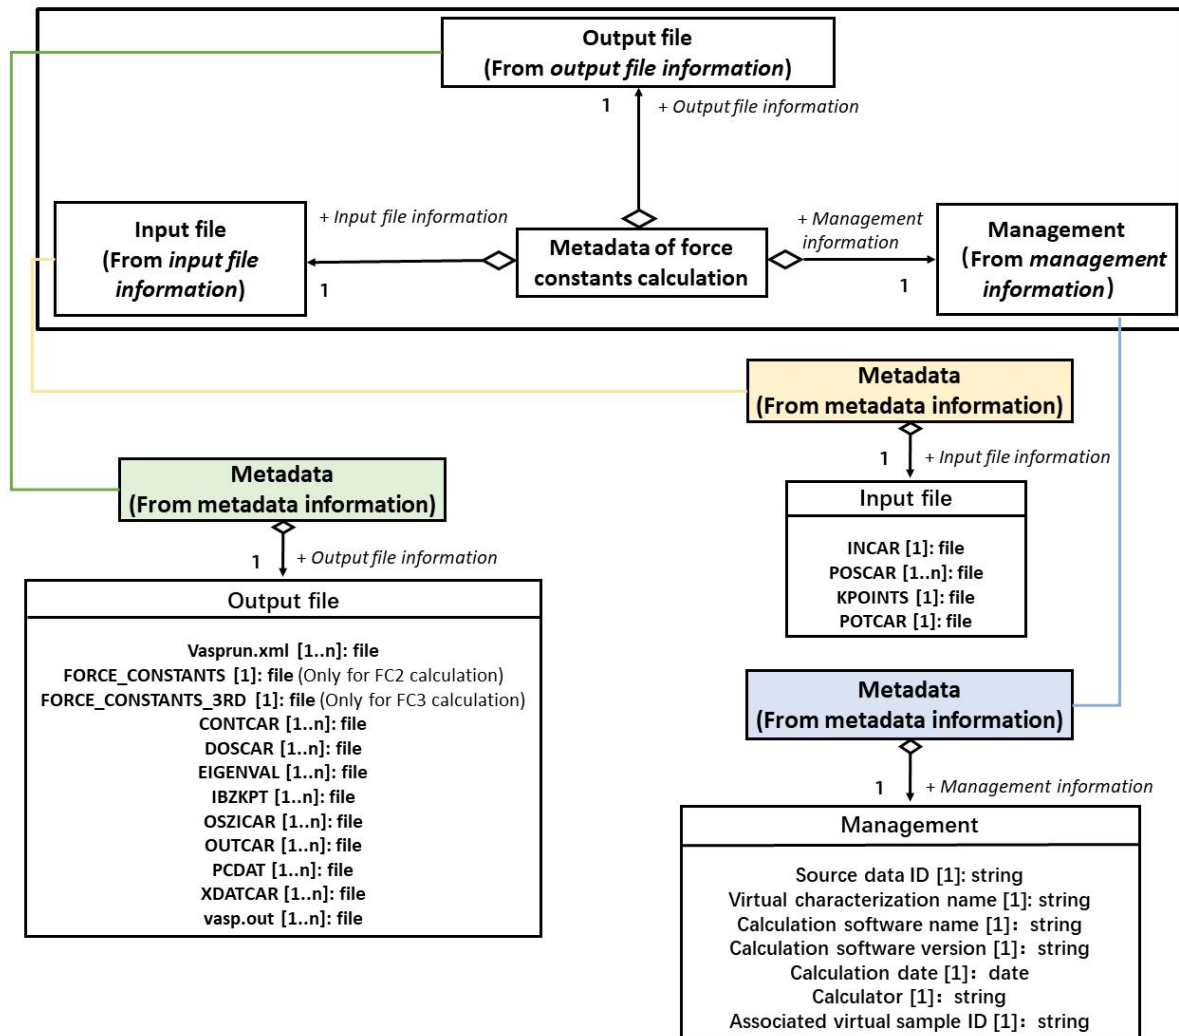 Output file
(From output file information)
1
+ Output file information
Input file
(From input file
information)
+ Input file information
1
Metadata of force
constants calculation
+ Management
information
1
Management
(From management
information)
Metadata
(From metadata information)
1
+ Input file information
Input file
INCAR [1]: file
POSCAR [1..n]: file
KPOINTS [1]: file
POTCAR [1]: file
Metadata
(From metadata information)
1
+ Output file information
Output file
Vasprun.xml [1..n]: file
FORCE_CONSTANTS [1]: file (Only for FC2 calculation)
FORCE_CONSTANTS_3RD [1]: file (Only for FC3 calculation)
CONTCAR [1..n]: file
DOSCAR [1..n]: file
EIGENVAL [1..n]: file
IBZKPT [1..n]: file
OSZICAR [1..n]: file
OUTCAR [1..n]: file
PCDAT [1..n]: file
XDATCAR [1..n]: file
vasp.out [1..n]: file
Metadata
(From metadata information)
1
+ Management information
Management
Source data ID [1]: string
Virtual characterization name [1]: string
Calculation software name [1]： string
Calculation software version [1]： string
Calculation date [1]： date
Calculator [1]： string
Associated virtual sample ID [1]： string